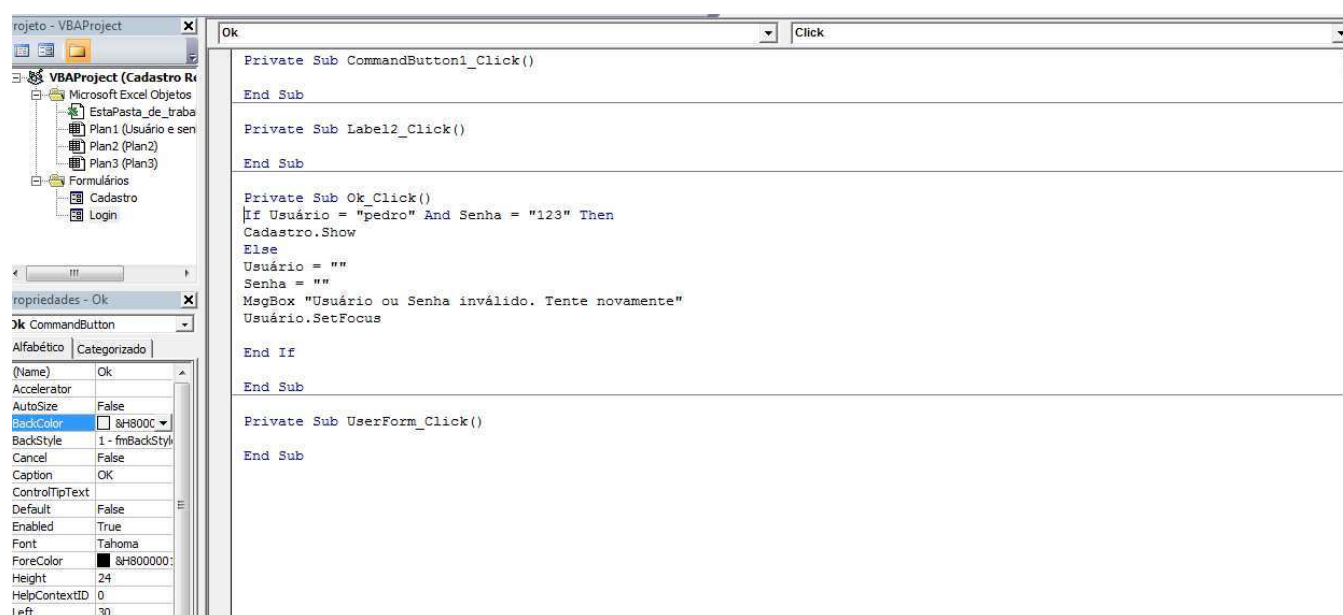 rojeto - VBAProject
VBAProject (Cadastro Re
Microsoft Excel Objetos
EstaPasta_de_traba
Plan1 (Usuário e sen
Plan2 (Plan2)
Plan3 (Plan3)
Formulários
Cadastro
Login
ropriedades - Ok
Ok CommandButton
Alfabético Categorizado
(Name) Ok
Accelerator
AutoSize False
BackColor &H8000
BackStyle 1 - fmBackStyle
Cancel False
Caption OK
ControlTipText
Default False
Enabled True
Font Tahoma
ForeColor &H8000001
Height 24
HelpContextID 0
Left 30
Ok Click
Private Sub CommandButton1_Click()
End Sub
Private Sub Label2_Click()
End Sub
Private Sub Ok_Click()
If Usuário = "pedro" And Senha = "123" Then
Cadastro.Show
Else
Usuário = ""
Senha = ""
MsgBox "Usuário ou Senha inválido. Tente novamente"
Usuário.SetFocus
End If
End Sub
Private Sub UserForm_Click()
End Sub